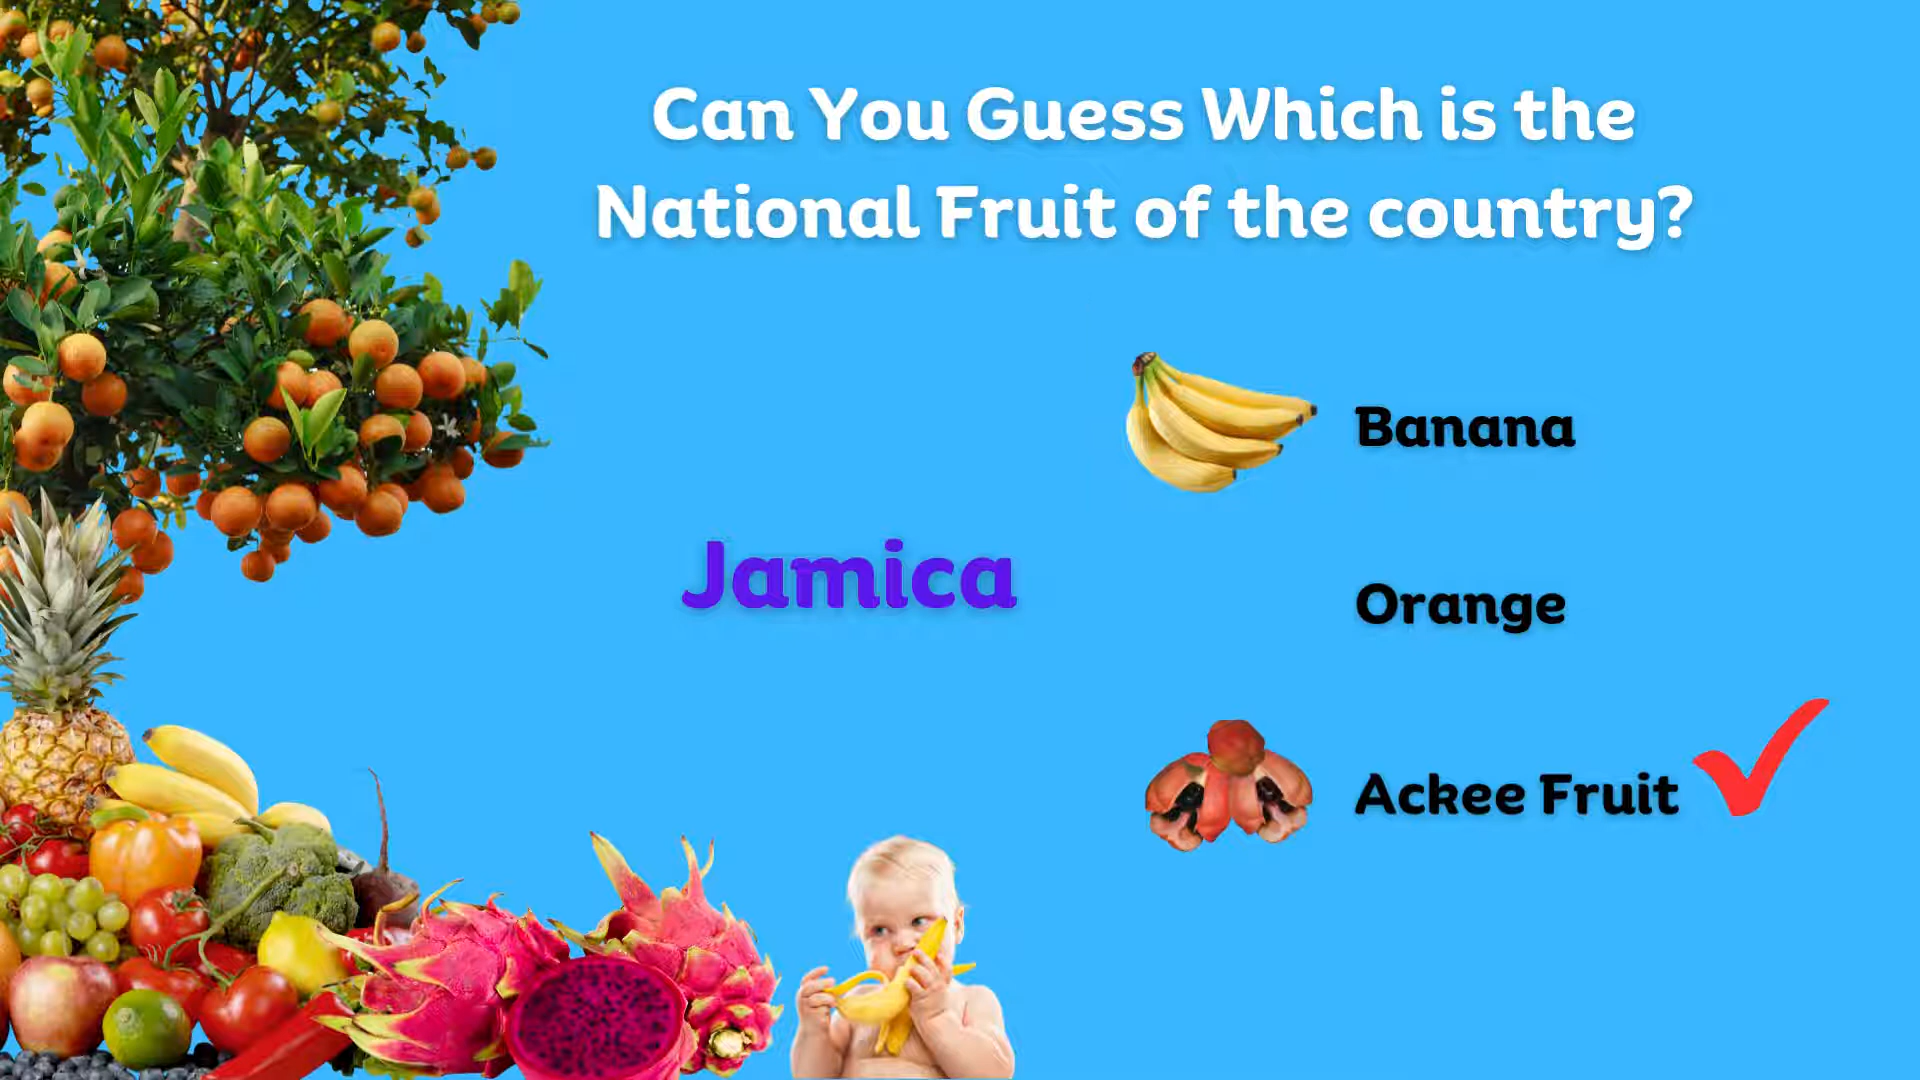 Can You Guess Which is the
National Fruit of the country?
Banana
Jamica
Orange
Ackee Fruit